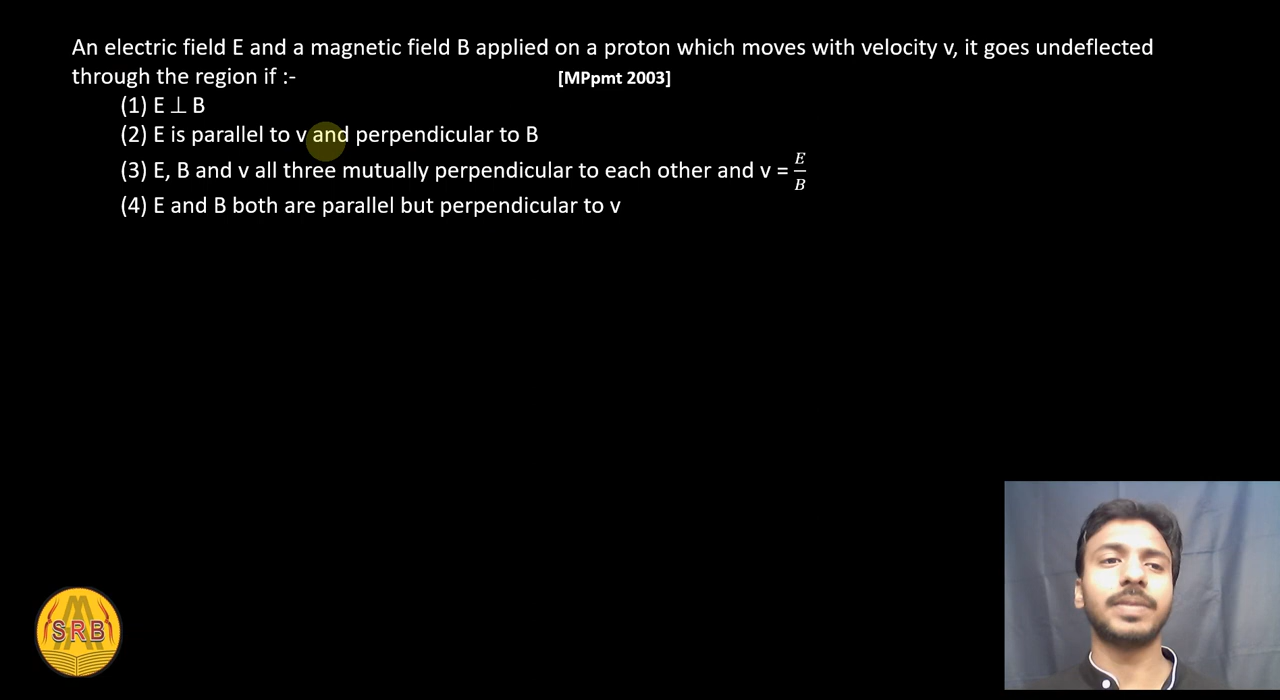 An electric field E and a magnetic field B applied on a proton which moves with velocity v, it goes undeflected
through the region if :- [MPpmt 2003]
(1) E ⊥ B
(2) E is parallel to v and perpendicular to B
(3) E, B and v all three mutually perpendicular to each other and v = E/B
(4) E and B both are parallel but perpendicular to v
SRB